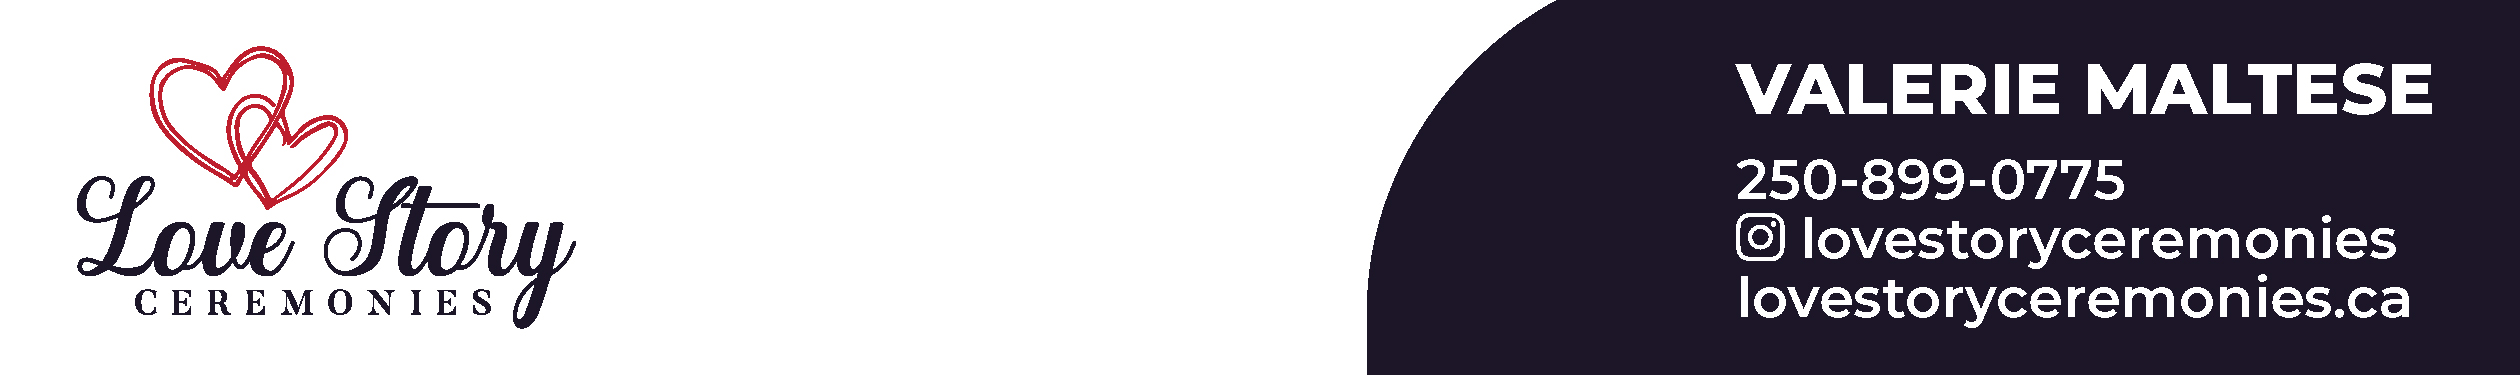 Love Story
CEREMONIES
VALERIE MALTESE
250-899-0775
lovestoryceremonies
lovestoryceremonies.ca